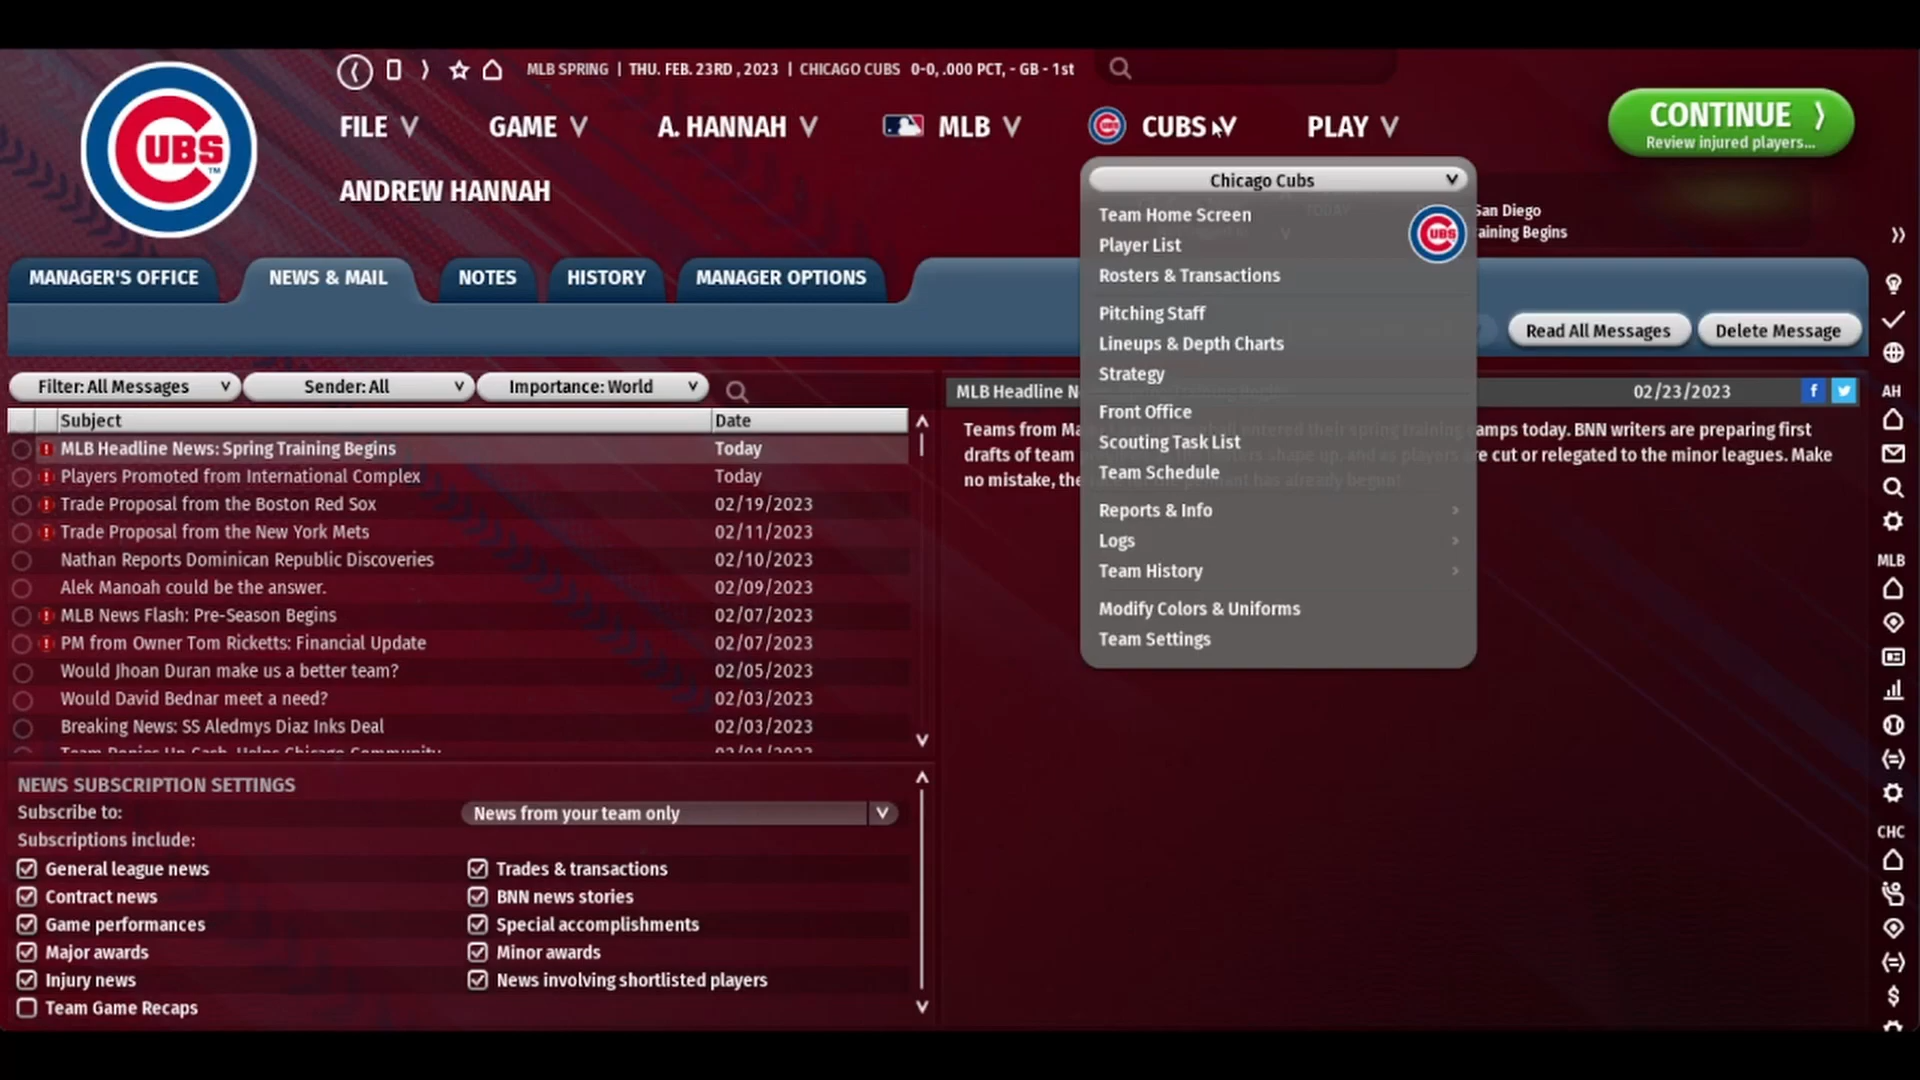 MLB SPRING | THU. FEB. 23RD , 2023 | CHICAGO CUBS 0-0, .000 PCT, - GB - 1st
CUBS
FILE GAME A. HANNAH MLB CUBS PLAY
CONTINUE
Review injured players...
ANDREW HANNAH
Chicago Cubs
Team Home Screen
Player List
Rosters & Transactions
Pitching Staff
Lineups & Depth Charts
Strategy
Front Office
Scouting Task List
Team Schedule
Reports & Info
Logs
Team History
Modify Colors & Uniforms
Team Settings
San Diego
raining Begins
MANAGER'S OFFICE NEWS & MAIL NOTES HISTORY MANAGER OPTIONS
Read All Messages Delete Message
Filter: All Messages Sender: All Importance: World
Subject Date
MLB Headline News: Spring Training Begins Today
Players Promoted from International Complex Today
Trade Proposal from the Boston Red Sox 02/19/2023
Trade Proposal from the New York Mets 02/11/2023
Nathan Reports Dominican Republic Discoveries 02/10/2023
Alek Manoah could be the answer. 02/09/2023
MLB News Flash: Pre-Season Begins 02/07/2023
PM from Owner Tom Ricketts: Financial Update 02/07/2023
Would Jhoan Duran make us a better team? 02/05/2023
Would David Bednar meet a need? 02/03/2023
Breaking News: SS Aledmys Diaz Inks Deal 02/03/2023
MLB Headline Ne 02/23/2023
Teams from Ma amps today. BNN writers are preparing first
drafts of team re cut or relegated to the minor leagues. Make
no mistake, the has already begun!
NEWS SUBSCRIPTION SETTINGS
Subscribe to: News from your team only
Subscriptions include:
General league news Trades & transactions
Contract news BNN news stories
Game performances Special accomplishments
Major awards Minor awards
Injury news News involving shortlisted players
Team Game Recaps
AH
MLB
CHC